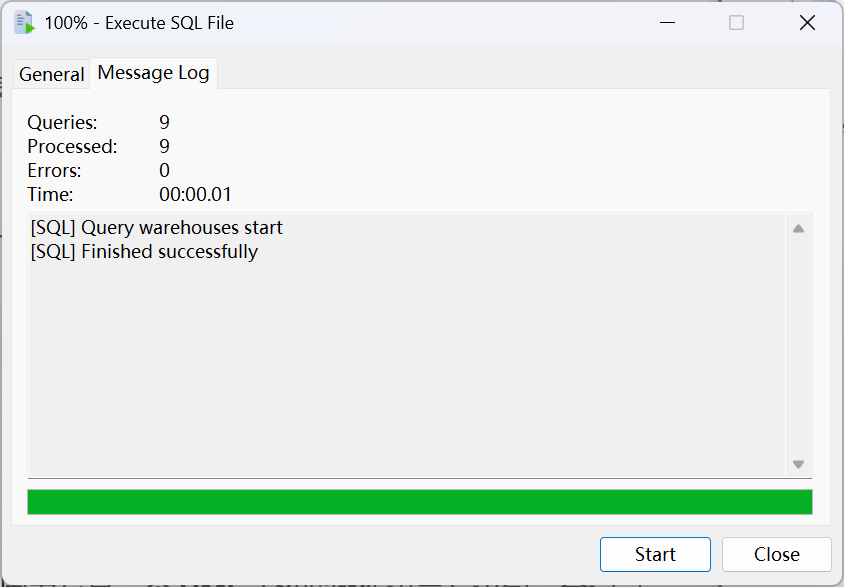 100% - Execute SQL File
General
Message Log
Queries: 9
Processed: 9
Errors: 0
Time: 00:00.01
[SQL] Query warehouses start
[SQL] Finished successfully
Start
Close